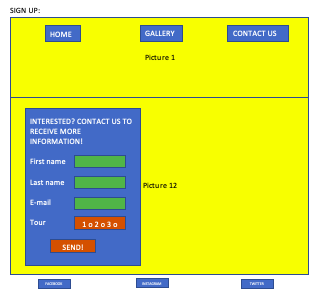 SIGN UP:
HOME
GALLERY
CONTACT US
Picture 1
INTERESTED? CONTACT US TO
RECEIVE MORE
INFORMATION!
First name
Last name
Picture 12
E-mail
Tour
1 o 2 o 3 o
SEND!
FACEBOOK
INSTAGRAM
TWITTER